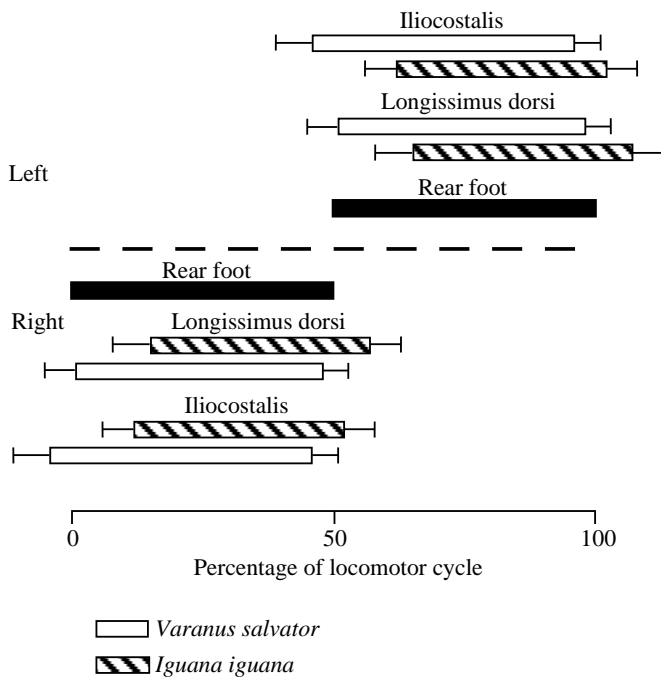 Iliocostalis
Longissimus dorsi
Left
Rear foot
Rear foot
Right
Longissimus dorsi
Iliocostalis
0 50 100
Percentage of locomotor cycle
Varanus salvator
Iguana iguana